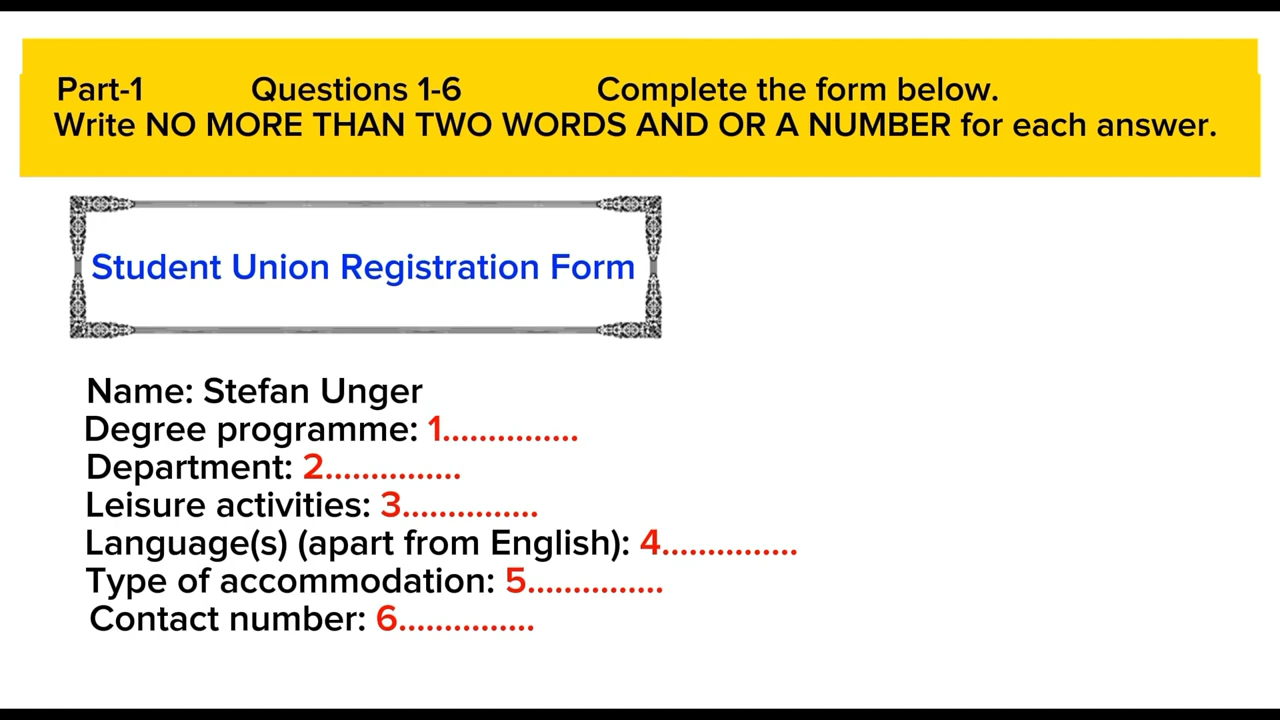 Part-1 Questions 1-6 Complete the form below.
Write NO MORE THAN TWO WORDS AND OR A NUMBER for each answer.
Student Union Registration Form
Name: Stefan Unger
Degree programme: 1...............
Department: 2...............
Leisure activities: 3...............
Language(s) (apart from English): 4...............
Type of accommodation: 5...............
Contact number: 6...............